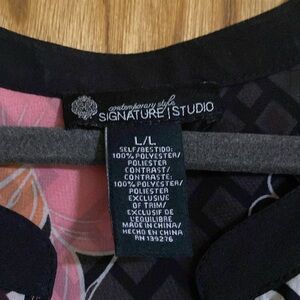 contemporary style
SIGNATURE|STUDIO
L/L
SELF/BESTIDO:
100% POLYESTER/
POLIESTER
CONTRAST/
CONTRASTE:
100% POLYESTER/
POLIESTER
EXCLUSIVE
OF TRIM/
EXCLUSIF DE
L'EQUILIBRE
MADE IN CHINA/
HECHO EN CHINA
RN 139276